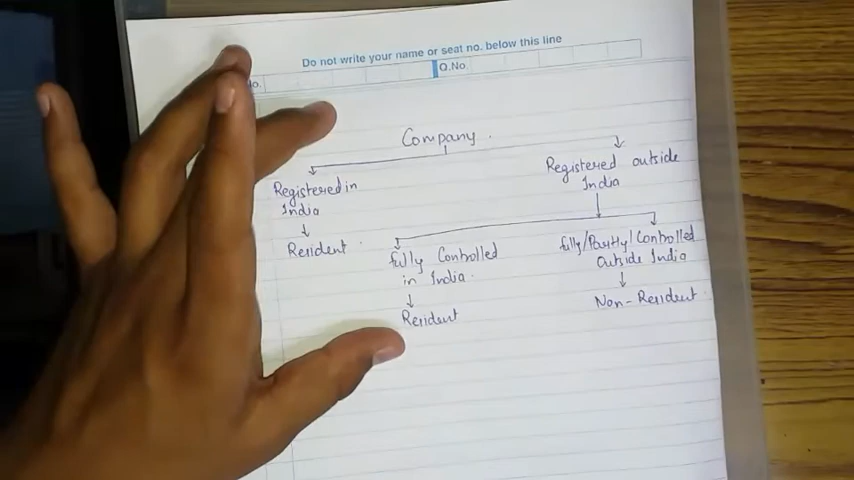 Do not write your name or seat no. below this line
No.
Q.No.
Company
Registered in
India
Resident
Registered outside
India
fully Controlled
in India
Resident
fully/Partly/Controlled
outside India
Non-Resident